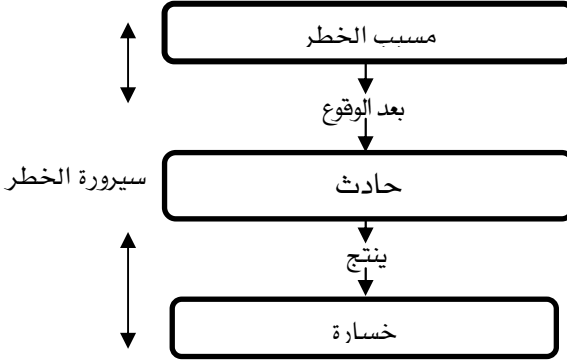 مسبب الخطر
بعد الوقوع
حادث
سيرورة الخطر
ينتج
خسارة